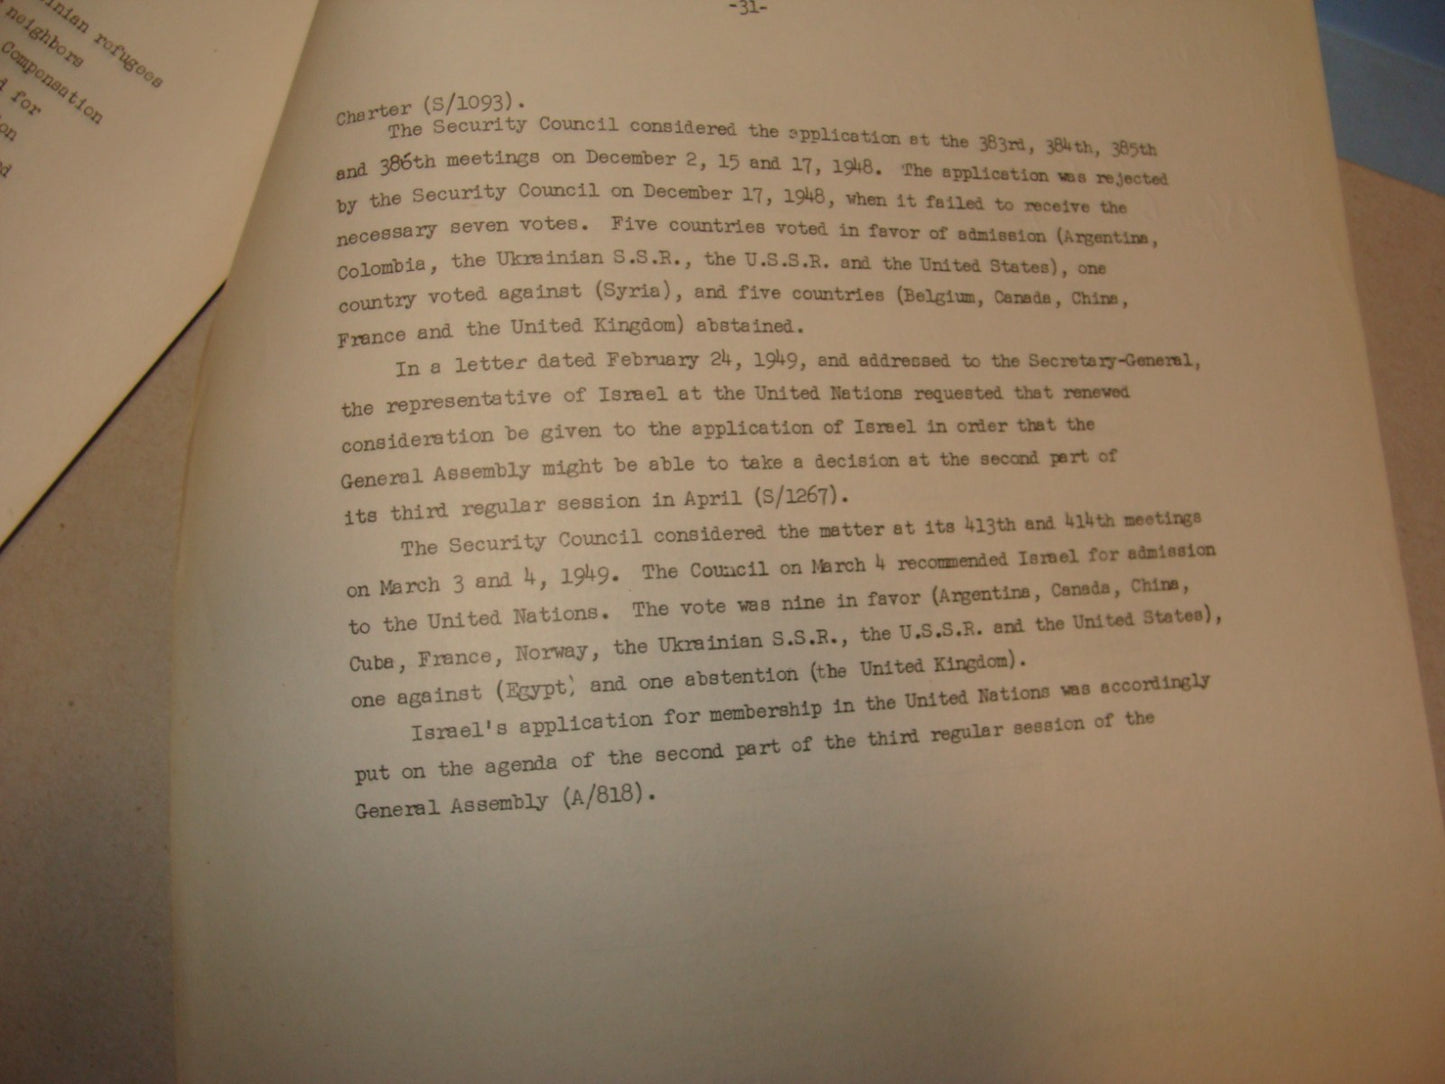 inian refugees
neighbors
Compensation
for
on
-31-
Charter (S/1093).
The Security Council considered the application at the 383rd, 384th, 385th
and 386th meetings on December 2, 15 and 17, 1948. The application was rejected
by the Security Council on December 17, 1948, when it failed to receive the
necessary seven votes. Five countries voted in favor of admission (Argentina,
Colombia, the Ukrainian S.S.R., the U.S.S.R. and the United States), one
country voted against (Syria), and five countries (Belgium, Canada, China,
France and the United Kingdom) abstained.
In a letter dated February 24, 1949, and addressed to the Secretary-General,
the representative of Israel at the United Nations requested that renewed
consideration be given to the application of Israel in order that the
General Assembly might be able to take a decision at the second part of
its third regular session in April (S/1267).
The Security Council considered the matter at its 413th and 414th meetings
on March 3 and 4, 1949. The Council on March 4 recommended Israel for admission
to the United Nations. The vote was nine in favor (Argentina, Canada, China,
Cuba, France, Norway, the Ukrainian S.S.R., the U.S.S.R. and the United States),
one against (Egypt) and one abstention (the United Kingdom).
Israel's application for membership in the United Nations was accordingly
put on the agenda of the second part of the third regular session of the
General Assembly (A/818).